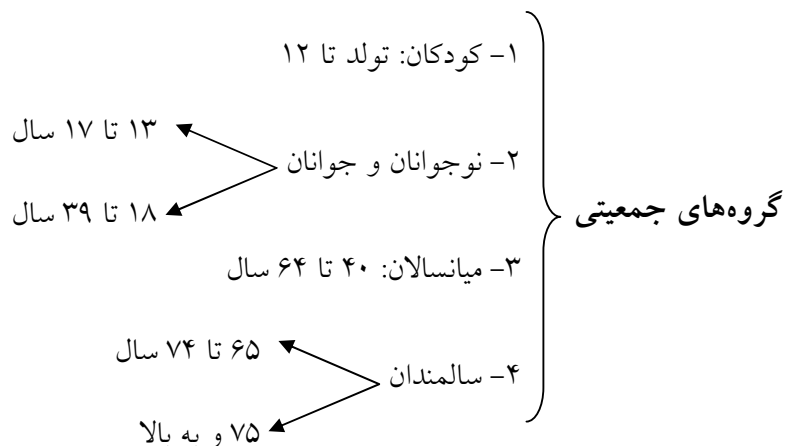 گروه‌های جمعیتی
۱- کودکان: تولد تا ۱۲
۲- نوجوانان و جوانان
۱۳ تا ۱۷ سال
۱۸ تا ۳۹ سال
۳- میانسالان: ۴۰ تا ۶۴ سال
۴- سالمندان
۶۵ تا ۷۴ سال
۷۵ و به بالا